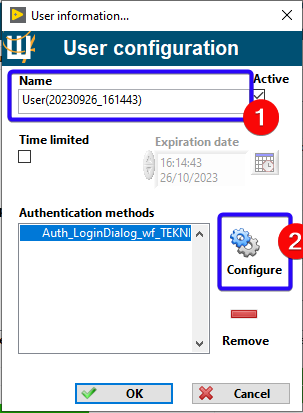 User information...
User configuration
Name
Active
User(20230926_161443)
1
Time limited
Expiration date
16:14:43
26/10/2023
Authentication methods
Auth_LoginDialog_wf_TEKNI
2
Configure
Remove
OK
Cancel